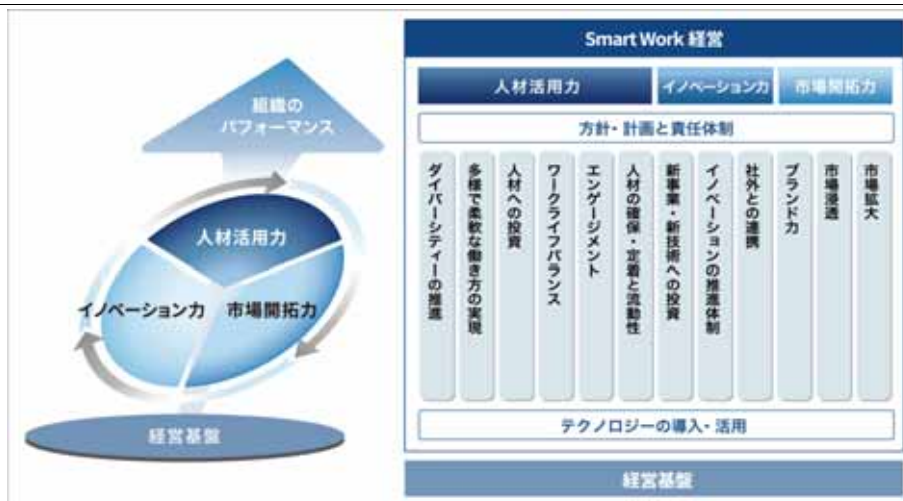 組織の
パフォーマンス
人材活用力
イノベーション力
市場開拓力
経営基盤
Smart Work 経営
人材活用力
イノベーション力
市場開拓力
方針・計画と責任体制
ダイバーシティーの推進
多様で柔軟な働き方の実現
人材への投資
ワークライフバランス
エンゲージメント
人材の確保・定着と流動性
新事業・新技術への投資
イノベーションの推進体制
社外との連携
ブランド力
市場浸透
市場拡大
テクノロジーの導入・活用
経営基盤